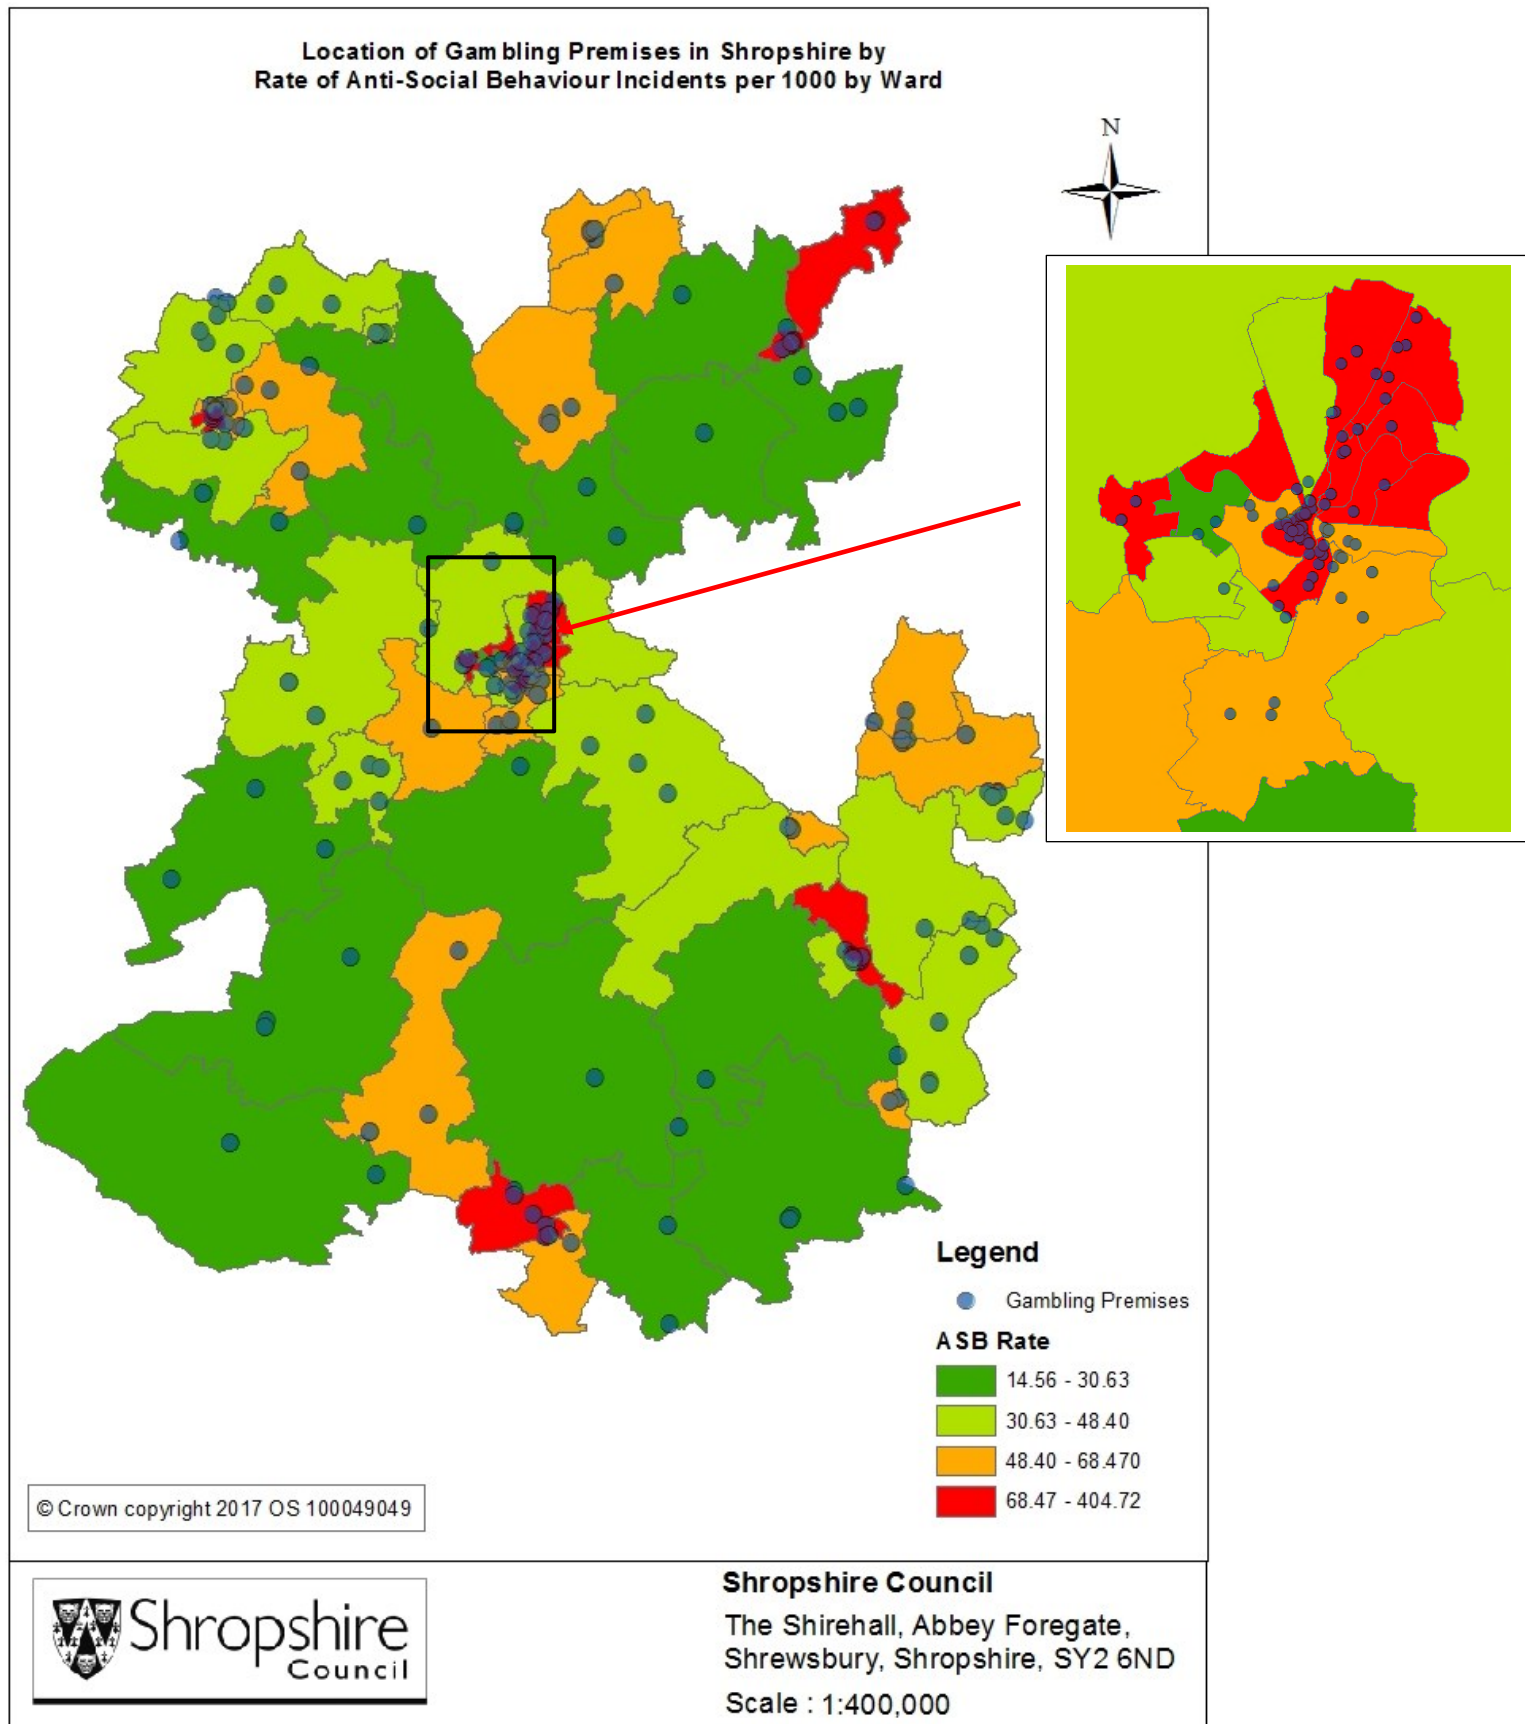 Location of Gambling Premises in Shropshire by
Rate of Anti-Social Behaviour Incidents per 1000 by Ward
N
Legend
Gambling Premises
ASB Rate
14.56 - 30.63
30.63 - 48.40
48.40 - 68.470
68.47 - 404.72
© Crown copyright 2017 OS 100049049
Shropshire
Council
Shropshire Council
The Shirehall, Abbey Foregate,
Shrewsbury, Shropshire, SY2 6ND
Scale : 1:400,000